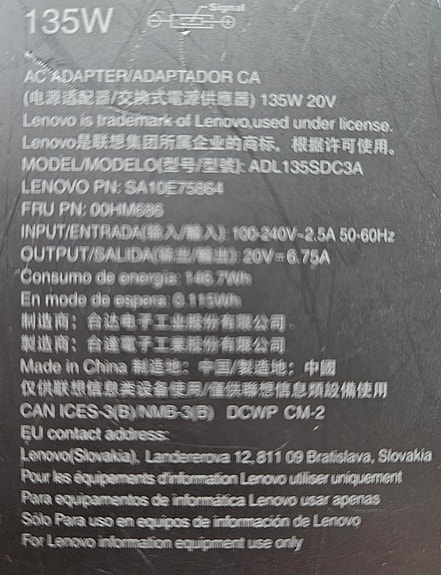 135W
Signal
AC ADAPTER/ADAPTADOR CA
(电源适配器/交換式電源供應器) 135W 20V
Lenovo is trademark of Lenovo,used under license.
Lenovo是联想集团所属企业的商标，根据许可使用。
MODEL/MODELO(型号/型號): ADL135SDC3A
LENOVO PN: SA10E75864
FRU PN: 00HM686
INPUT/ENTRADA(输入/輸入): 100-240V~2.5A 50-60Hz
OUTPUT/SALIDA(输出/輸出): 20V⎓6.75A
Consumo de energía: 146.7Wh
En modo de espera: 0.115Wh
制造商：台达电子工业股份有限公司
製造商：台達電子工業股份有限公司
Made in China 制造地：中国/製造地：中國
仅供联想信息类设备使用/僅供聯想信息類設備使用
CAN ICES-3(B)/NMB-3(B) DCWP CM-2
EU contact address:
Lenovo(Slovakia), Landererova 12,811 09 Bratislava, Slovakia
Pour les équipements d'information Lenovo utiliser uniquement
Para equipamentos de informática Lenovo usar apenas
Sólo Para uso en equipos de información de Lenovo
For Lenovo information equipment use only